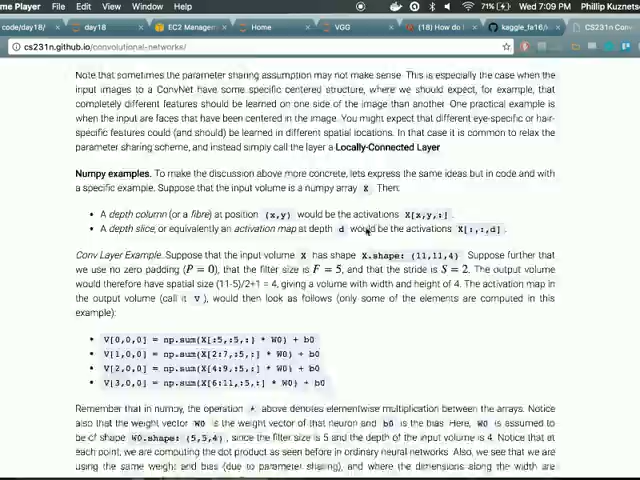 me Player File Edit View Window Help 71% Wed 7:09 PM Phillip Kuznets
code/day18/ day18 EC2 Manage Home VGG (18) How do kaggle_fa16/ CS231n Con
cs231n.github.io/convolutional-networks/
Note that sometimes the parameter sharing assumption may not make sense. This is especially the case when the
input images to a ConvNet have some specific centered structure, where we should expect, for example, that
completely different features should be learned on one side of the image than another. One practical example is
when the input are faces that have been centered in the image. You might expect that different eye-specific or hair-
specific features could (and should) be learned in different spatial locations. In that case it is common to relax the
parameter sharing scheme, and instead simply call the layer a Locally-Connected Layer
Numpy examples. To make the discussion above more concrete, lets express the same ideas but in code and with
a specific example. Suppose that the input volume is a numpy array X. Then:
• A depth column (or a fibre) at position (x,y) would be the activations X[x,y,:].
• A depth slice, or equivalently an activation map at depth d would be the activations X[:,:,d].
Conv Layer Example. Suppose that the input volume X has shape X.shape: (11,11,4). Suppose further that
we use no zero padding (P = 0), that the filter size is F = 5, and that the stride is S = 2. The output volume
would therefore have spatial size (11-5)/2+1 = 4, giving a volume with width and height of 4. The activation map in
the output volume (call it V), would then look as follows (only some of the elements are computed in this
example):
• V[0,0,0] = np.sum(X[:5,:5,:] * W0) + b0
• V[1,0,0] = np.sum(X[2:7,:5,:] * W0) + b0
• V[2,0,0] = np.sum(X[4:9,:5,:] * W0) + b0
• V[3,0,0] = np.sum(X[6:11,:5,:] * W0) + b0
Remember that in numpy, the operation * above denotes elementwise multiplication between the arrays. Notice
also that the weight vector W0 is the weight vector of that neuron and b0 is the bias. Here, W0 is assumed to
be of shape W0.shape: (5,5,4), since the filter size is 5 and the depth of the input volume is 4. Notice that at
each point, we are computing the dot product as seen before in ordinary neural networks. Also, we see that we are
using the same weight and bias (due to parameter sharing), and where the dimensions along the width are